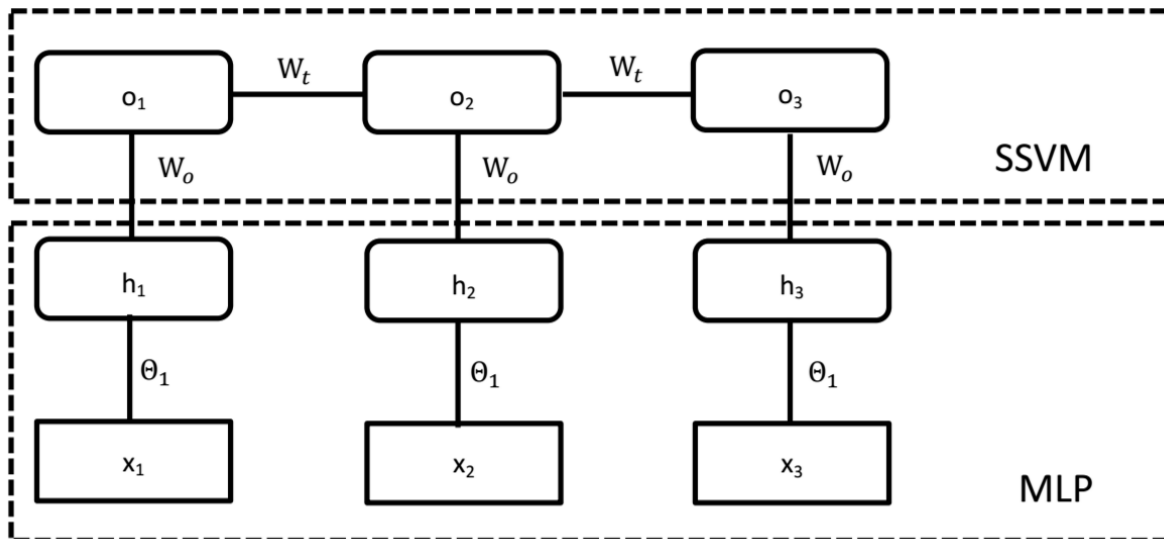 o₁ Wₜ o₂ Wₜ o₃
Wₒ Wₒ Wₒ SSVM
h₁ h₂ h₃
Θ₁ Θ₁ Θ₁
x₁ x₂ x₃
MLP